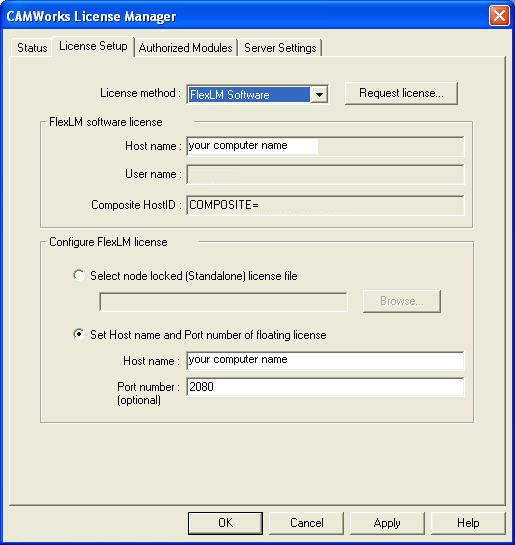 CAMWorks License Manager
Status License Setup Authorized Modules Server Settings
License method : FlexLM Software Request license...
FlexLM software license
Host name : your computer name
User name :
Composite HostID : COMPOSITE=
Configure FlexLM license
Select node locked (Standalone) license file
Browse...
Set Host name and Port number of floating license
Host name : your computer name
Port number : 2080
(optional)
OK Cancel Apply Help